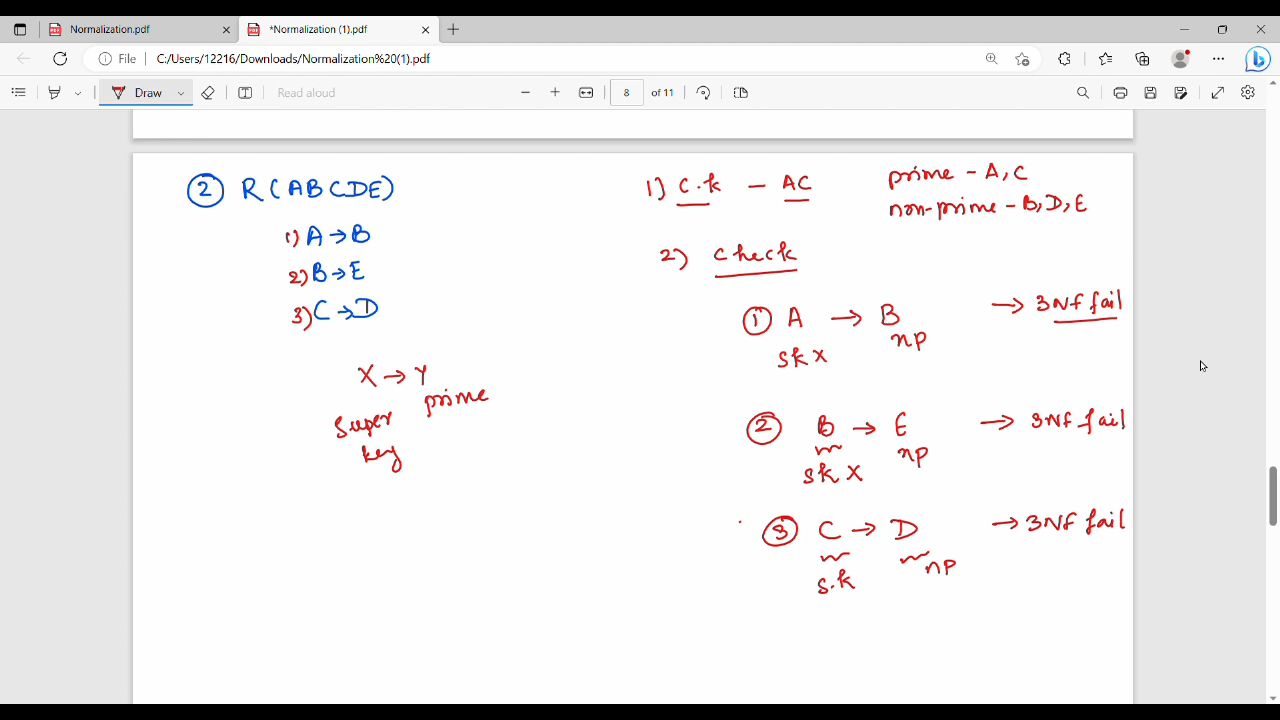 Normalization.pdf
*Normalization (1).pdf
File C:/Users/12216/Downloads/Normalization%20(1).pdf
Draw
Read aloud
8 of 11
② R(ABCDE)
1) A→B
2) B→E
3) C→D
X→Y
super key
prime
1) C.k – AC
prime - A, C
non-prime - B, D, E
2) check
① A → B → 3NF fail
sk X np
② B → E → 3NF fail
sk X np
③ C → D → 3NF fail
s.k np